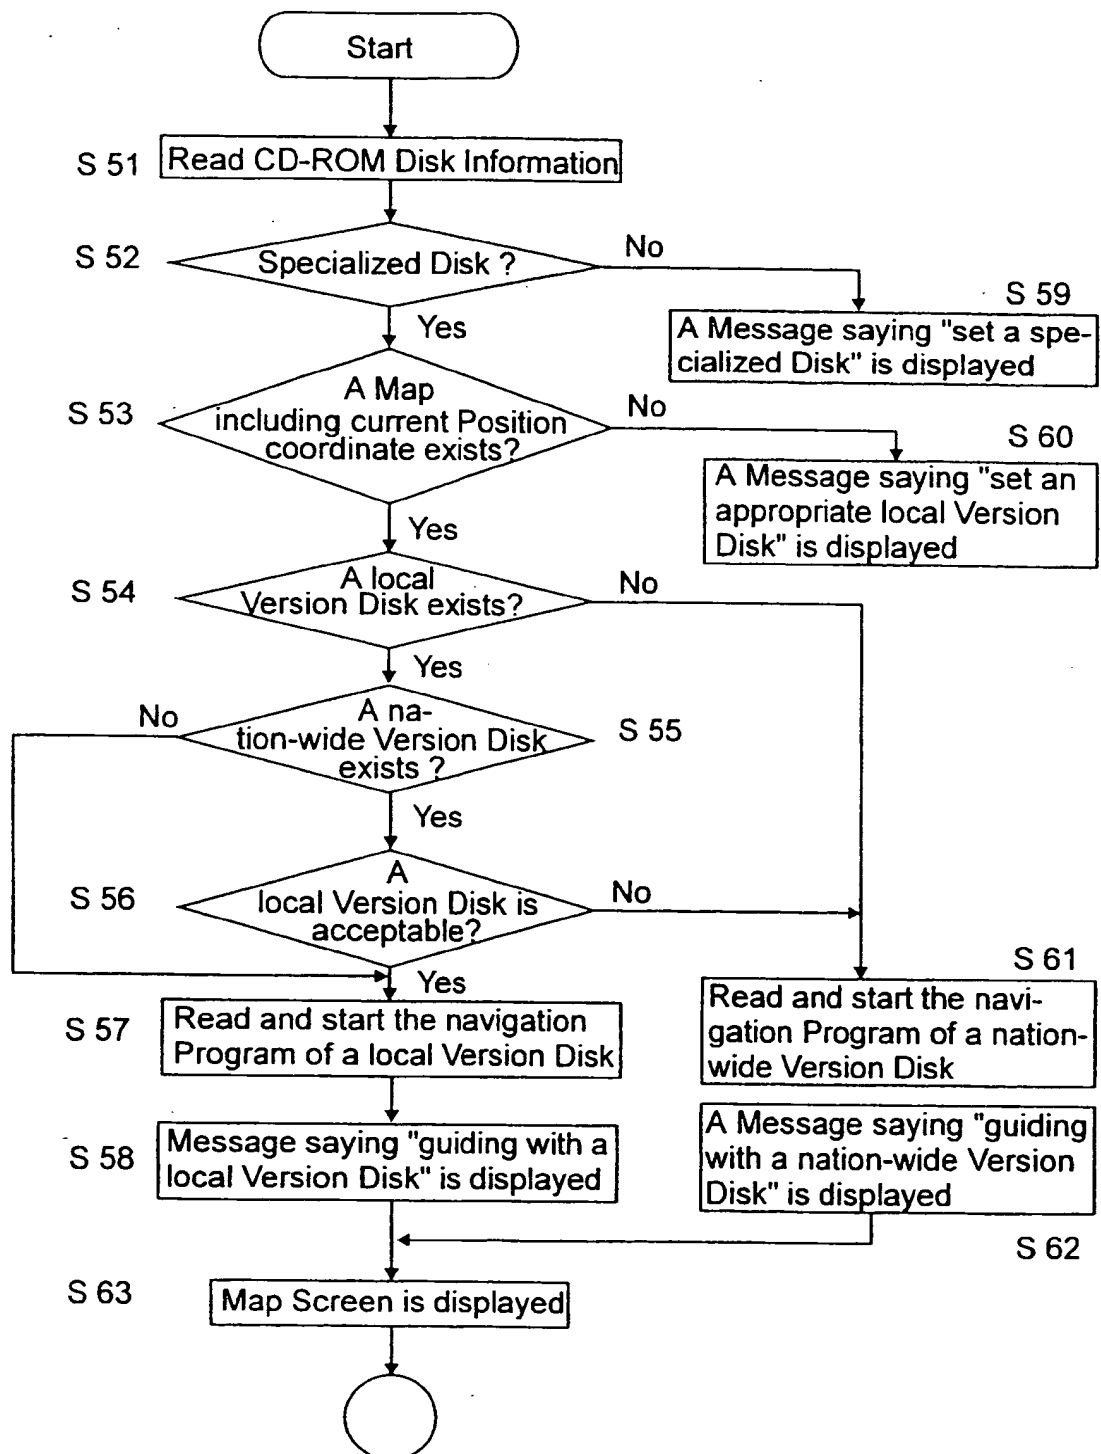 Start
S 51
Read CD-ROM Disk Information
S 52
Specialized Disk ?
No
Yes
S 59
A Message saying "set a spe-
cialized Disk" is displayed
S 53
A Map
including current Position
coordinate exists?
No
Yes
S 60
A Message saying "set an
appropriate local Version
Disk" is displayed
S 54
A local
Version Disk exists?
No
Yes
No
A na-
tion-wide Version Disk
exists ?
S 55
Yes
S 56
A
local Version Disk is
acceptable?
No
Yes
S 61
Read and start the navi-
gation Program of a nation-
wide Version Disk
S 57
Read and start the navigation
Program of a local Version Disk
S 58
Message saying "guiding with a
local Version Disk" is displayed
A Message saying "guiding
with a nation-wide Version
Disk" is displayed
S 62
S 63
Map Screen is displayed